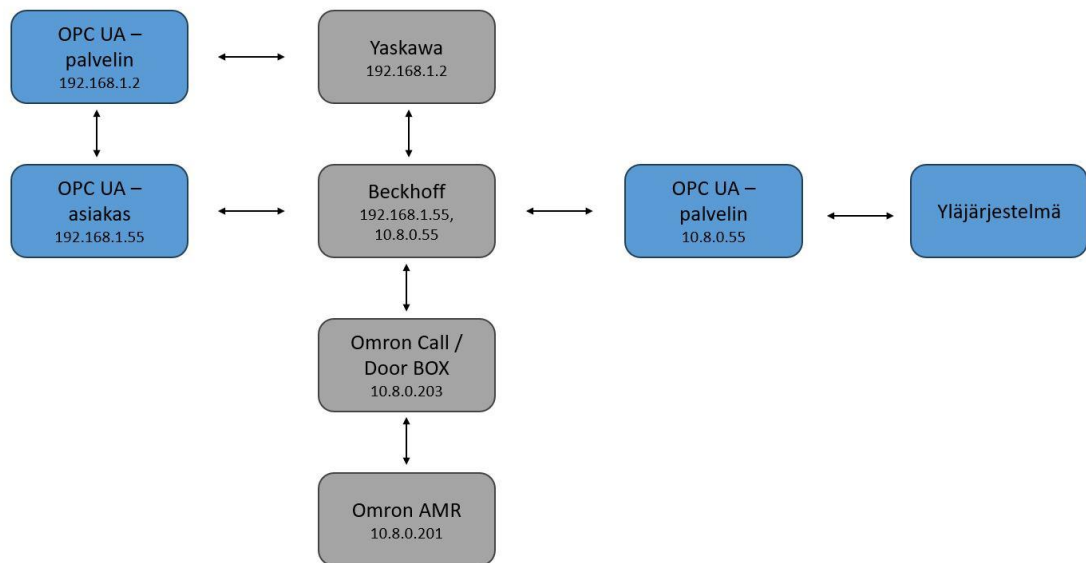 OPC UA –
palvelin
192.168.1.2
Yaskawa
192.168.1.2
OPC UA –
asiakas
192.168.1.55
Beckhoff
192.168.1.55,
10.8.0.55
OPC UA –
palvelin
10.8.0.55
Yläjärjestelmä
Omron Call /
Door BOX
10.8.0.203
Omron AMR
10.8.0.201